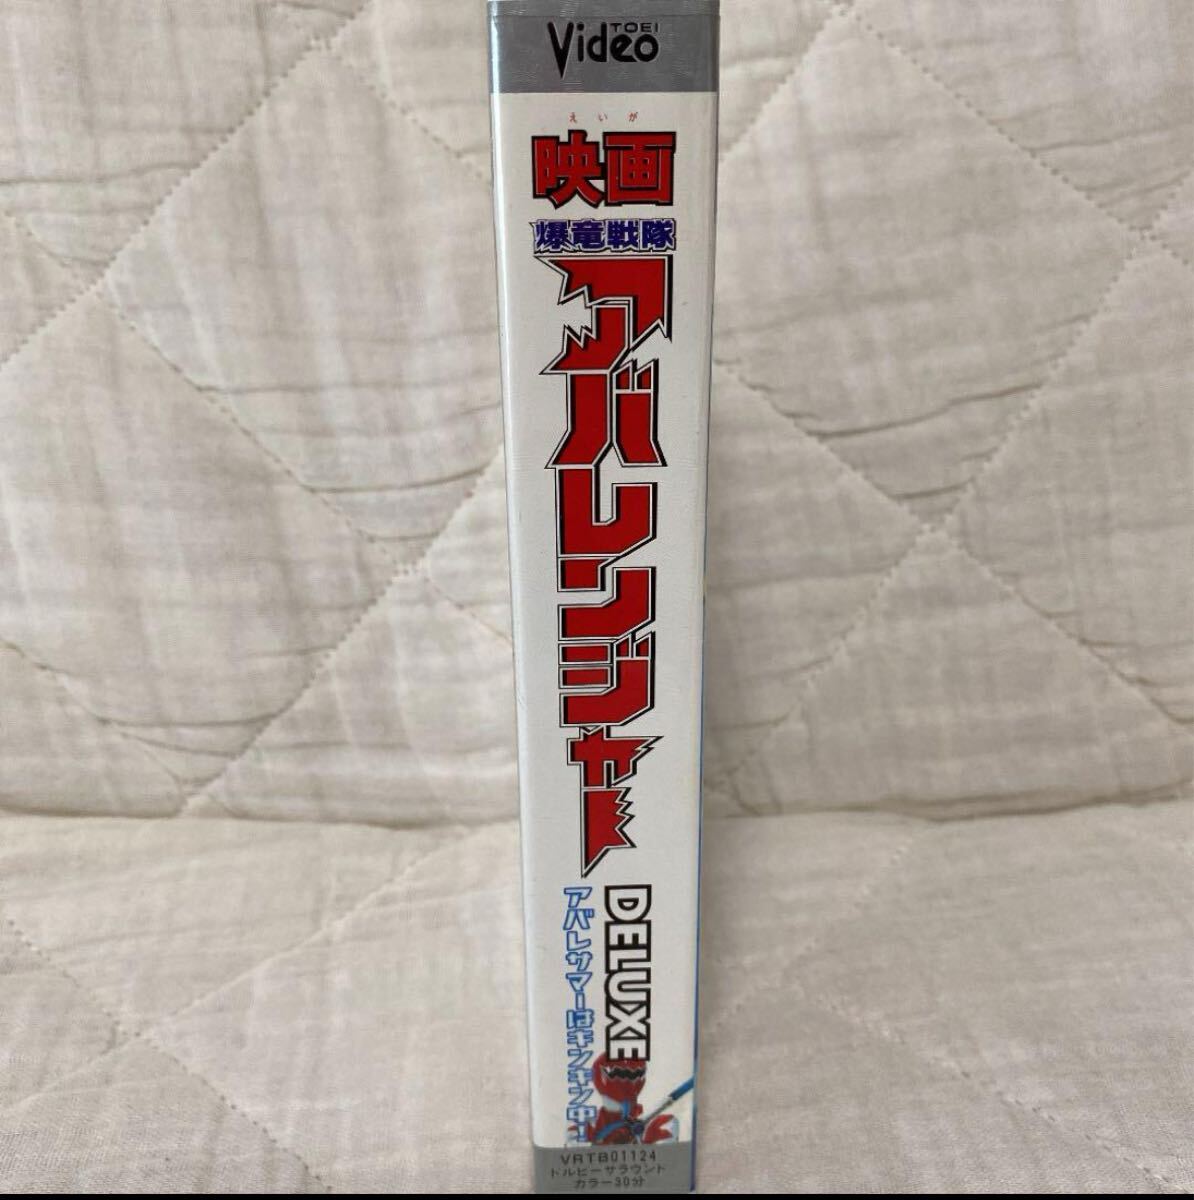 TOEI
Video
えいが
映画
爆竜戦隊
アバレンジャー
DELUXE
アバレサマーはキンキン中！
VRTB01124
ドルビーサラウンド
カラー30分